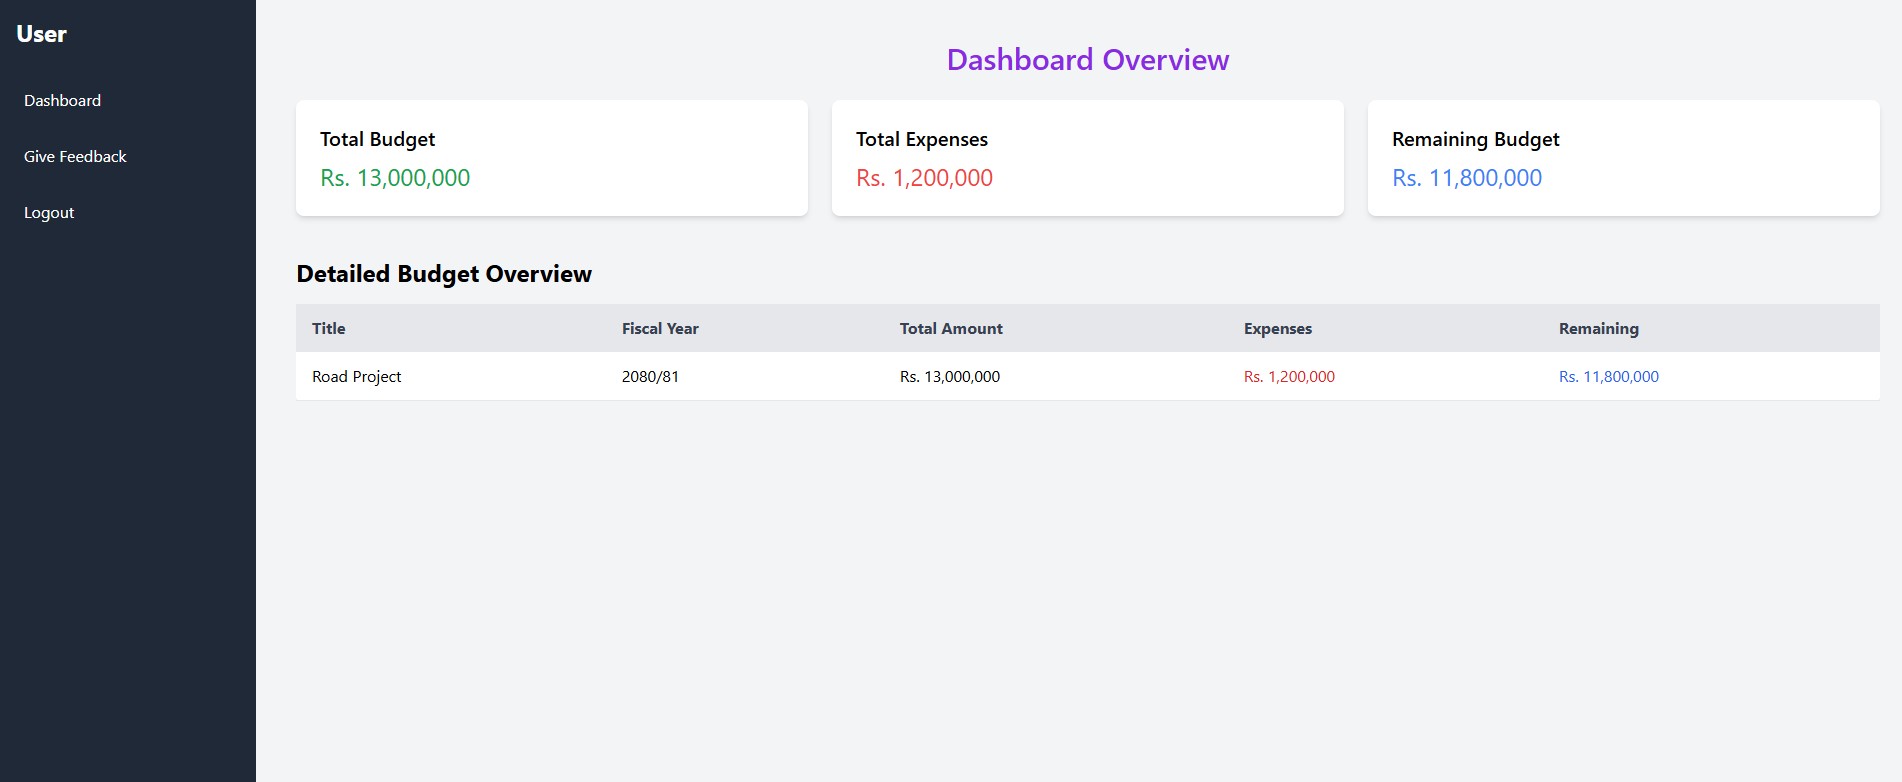 User
Dashboard
Give Feedback
Logout
Dashboard Overview
Total Budget
Rs. 13,000,000
Total Expenses
Rs. 1,200,000
Remaining Budget
Rs. 11,800,000
Detailed Budget Overview
Title Fiscal Year Total Amount Expenses Remaining
Road Project 2080/81 Rs. 13,000,000 Rs. 1,200,000 Rs. 11,800,000